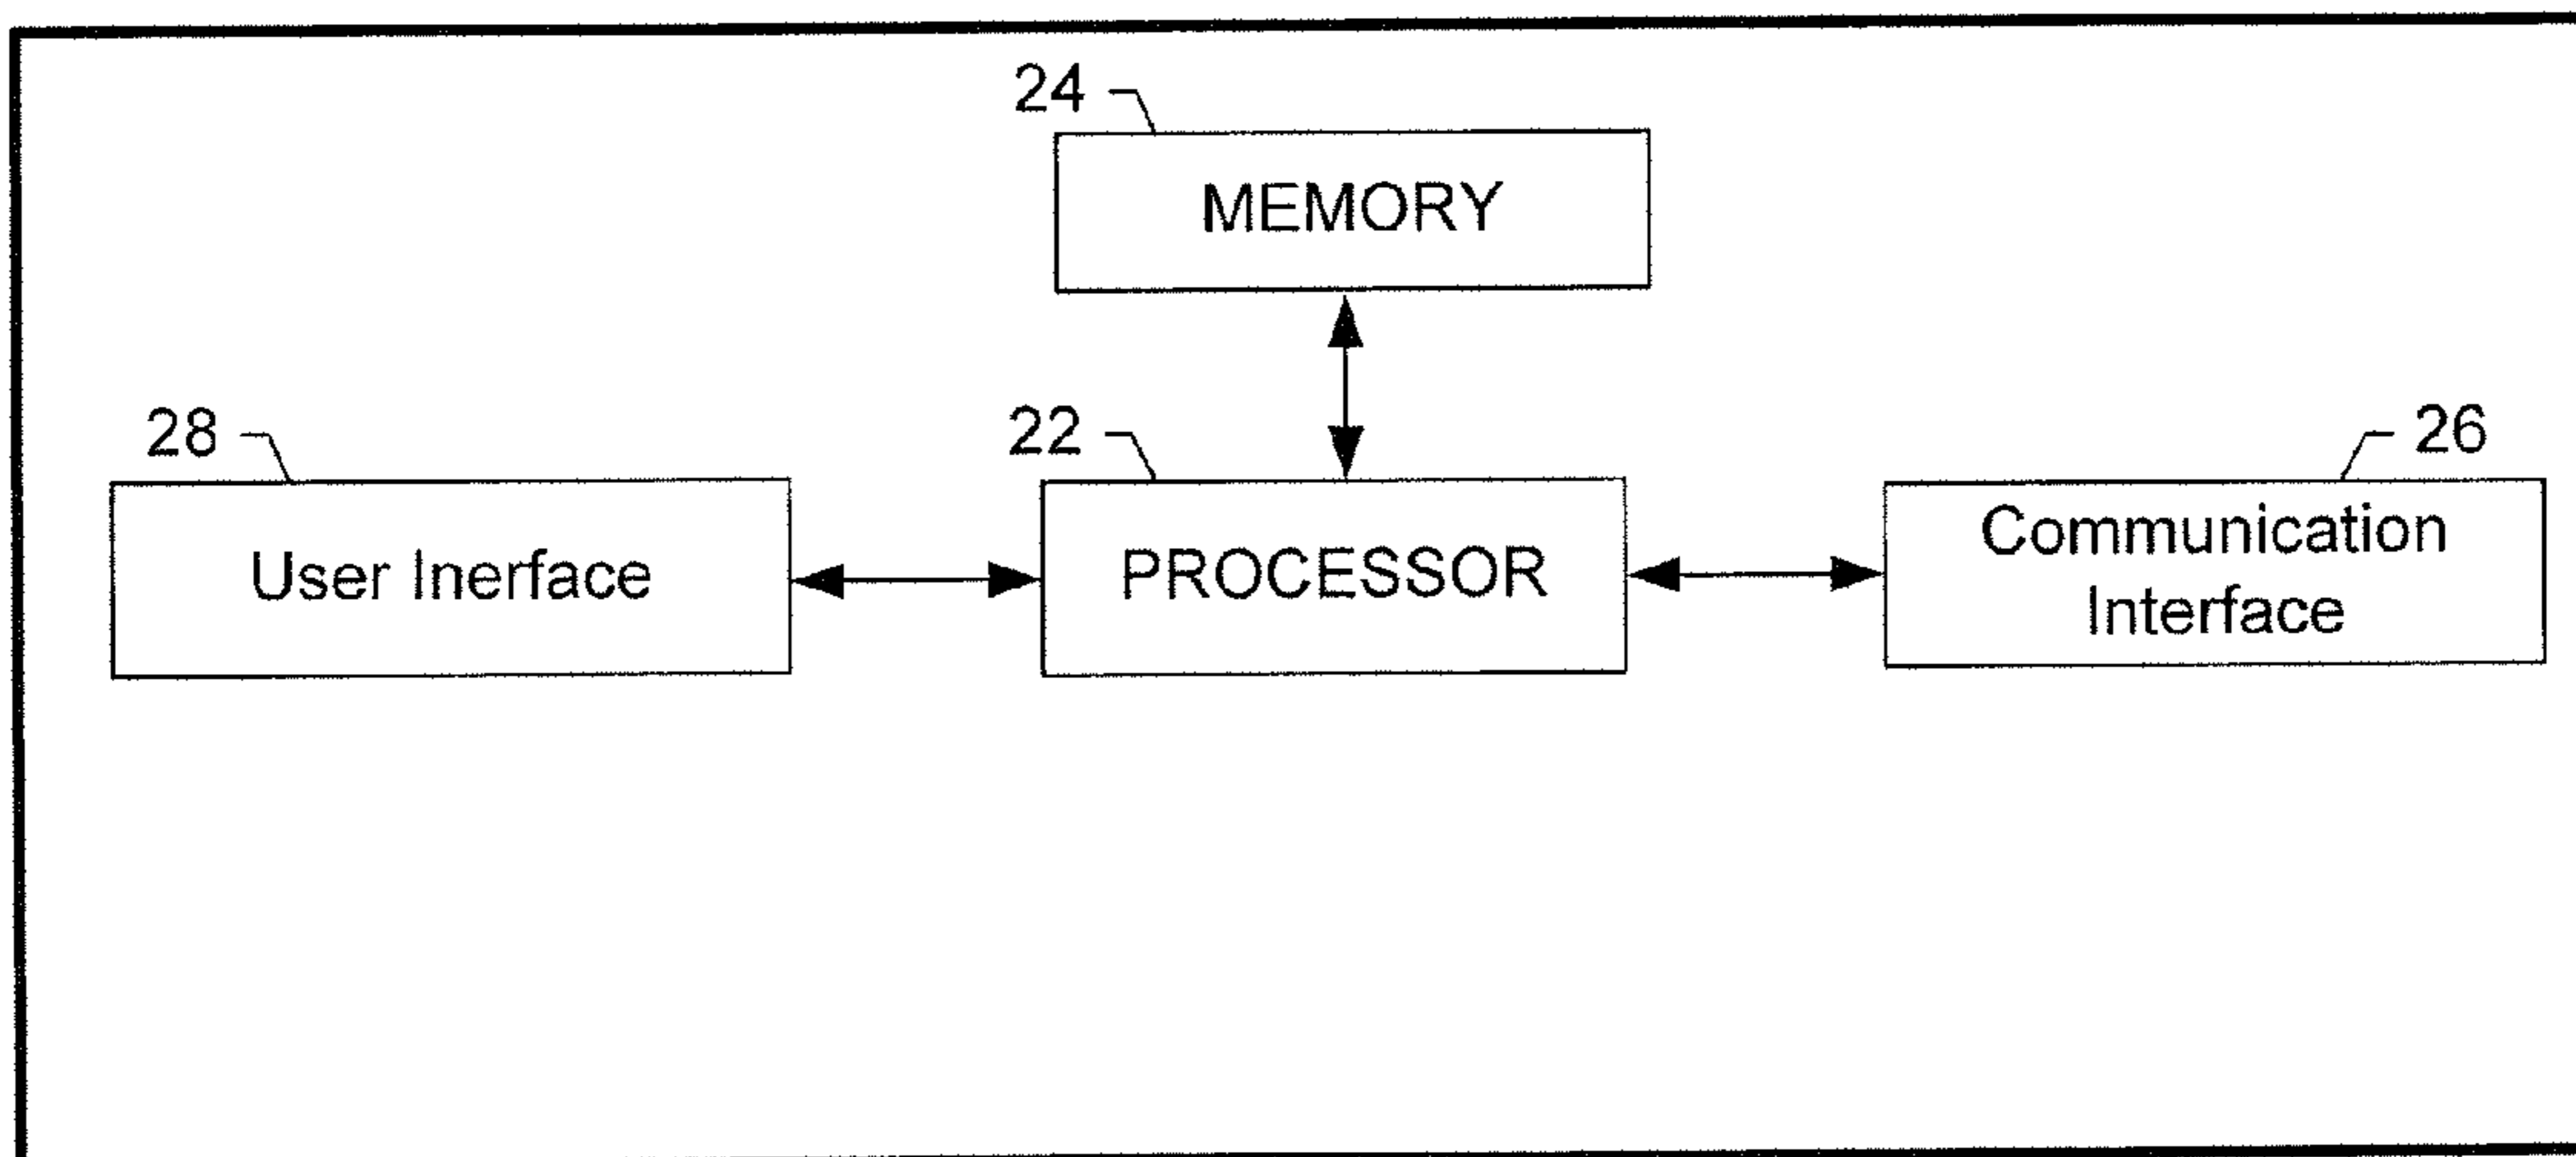 24
MEMORY
28
22
26
User Inerface
PROCESSOR
Communication
Interface